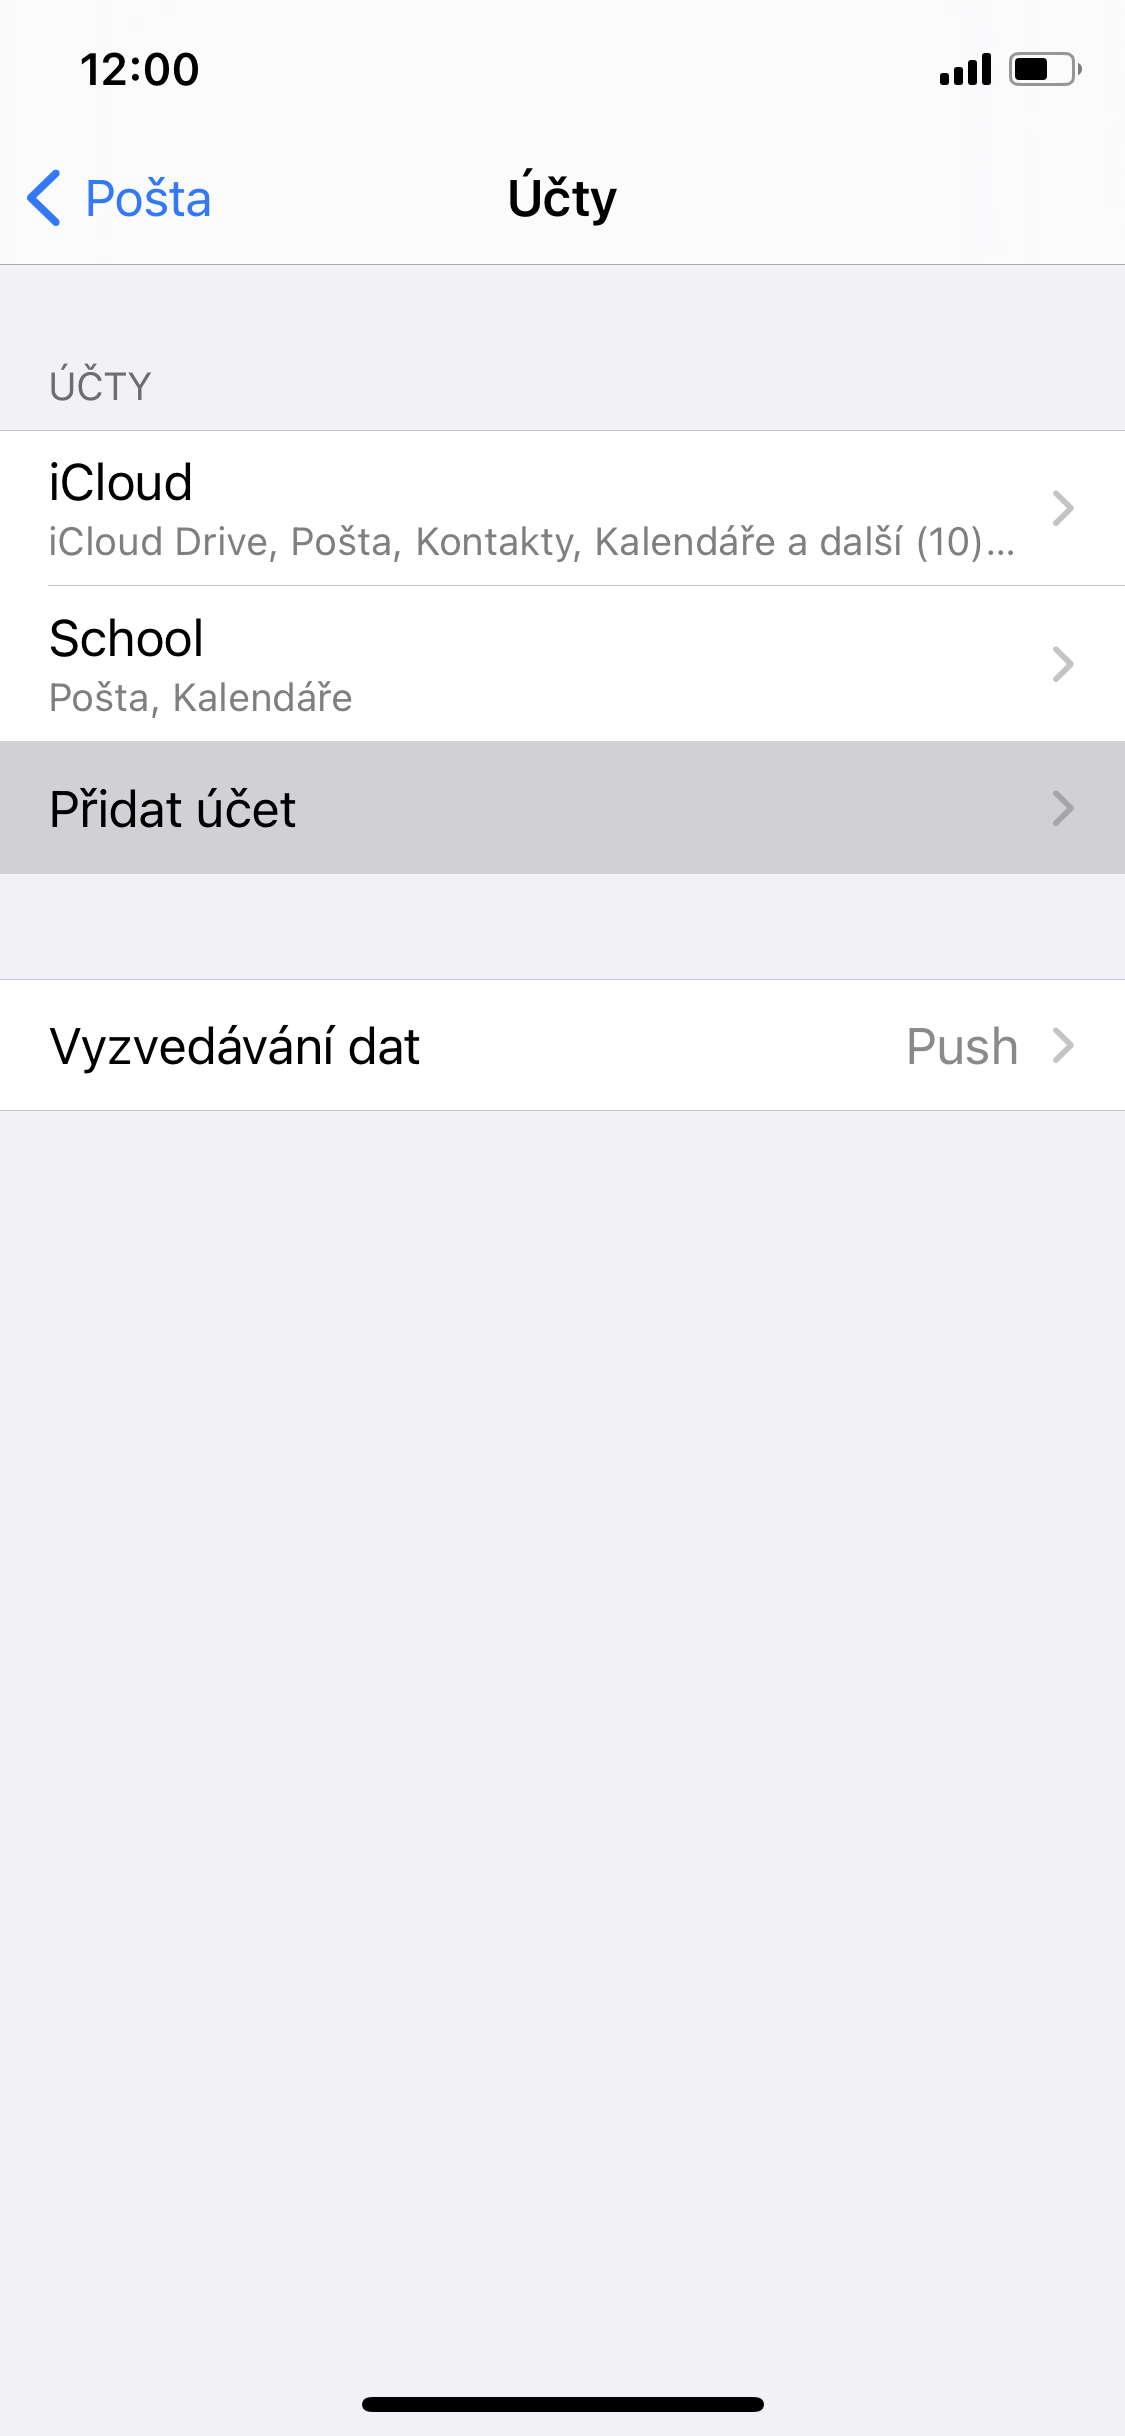 12:00
Pošta
Účty
ÚČTY
iCloud
iCloud Drive, Pošta, Kontakty, Kalendáře a další (10)...
School
Pošta, Kalendáře
Přidat účet
Vyzvedávání dat Push